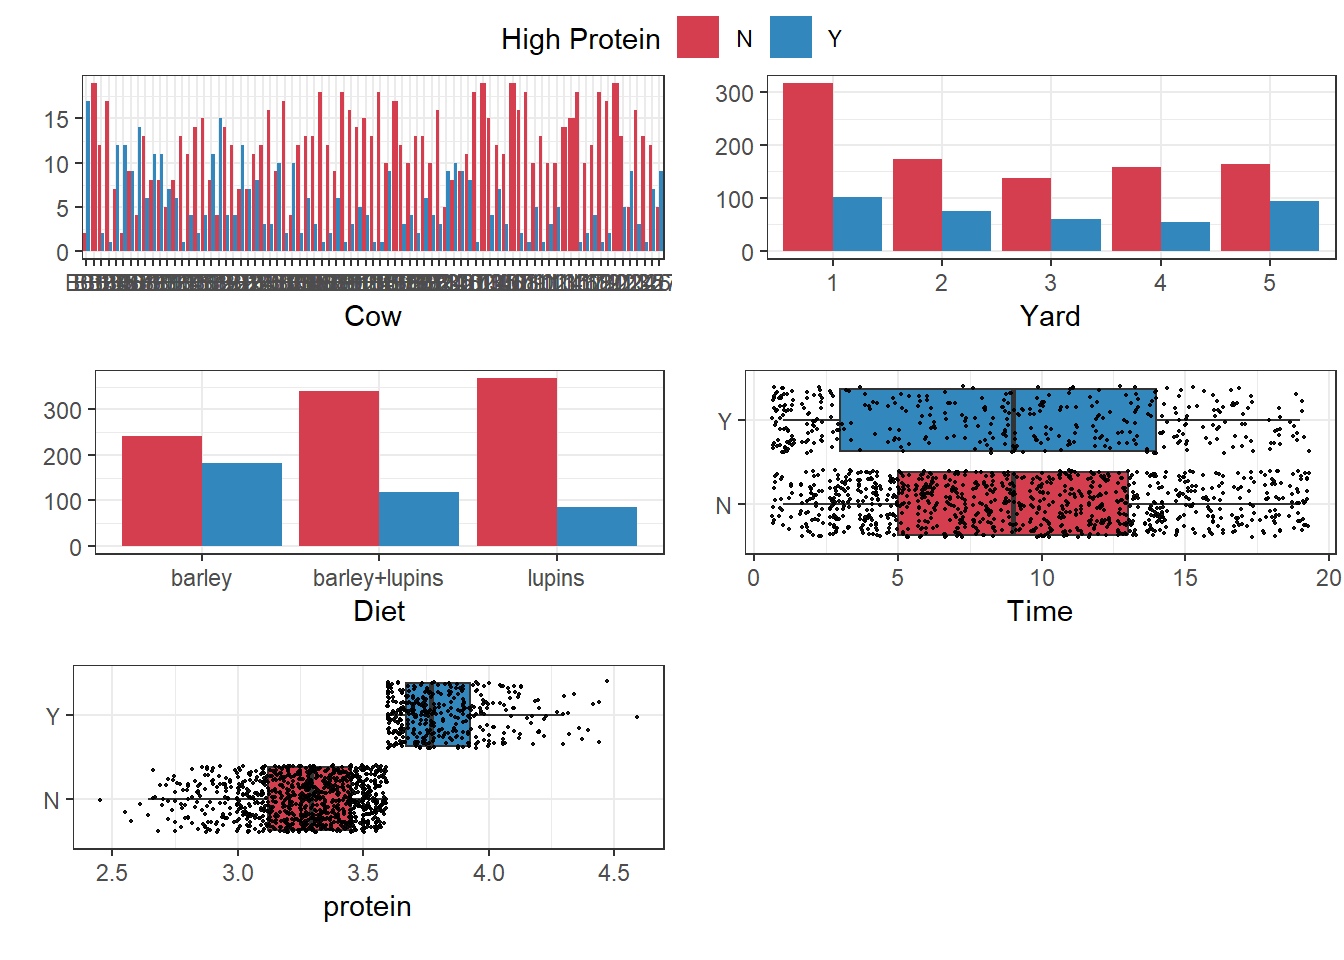 High Protein N Y
15
10
5
0
Cow
300
200
100
0
1 2 3 4 5
Yard
300
200
100
0
barley barley+lupins lupins
Diet
Y
N
0 5 10 15 20
Time
Y
N
2.5 3.0 3.5 4.0 4.5
protein